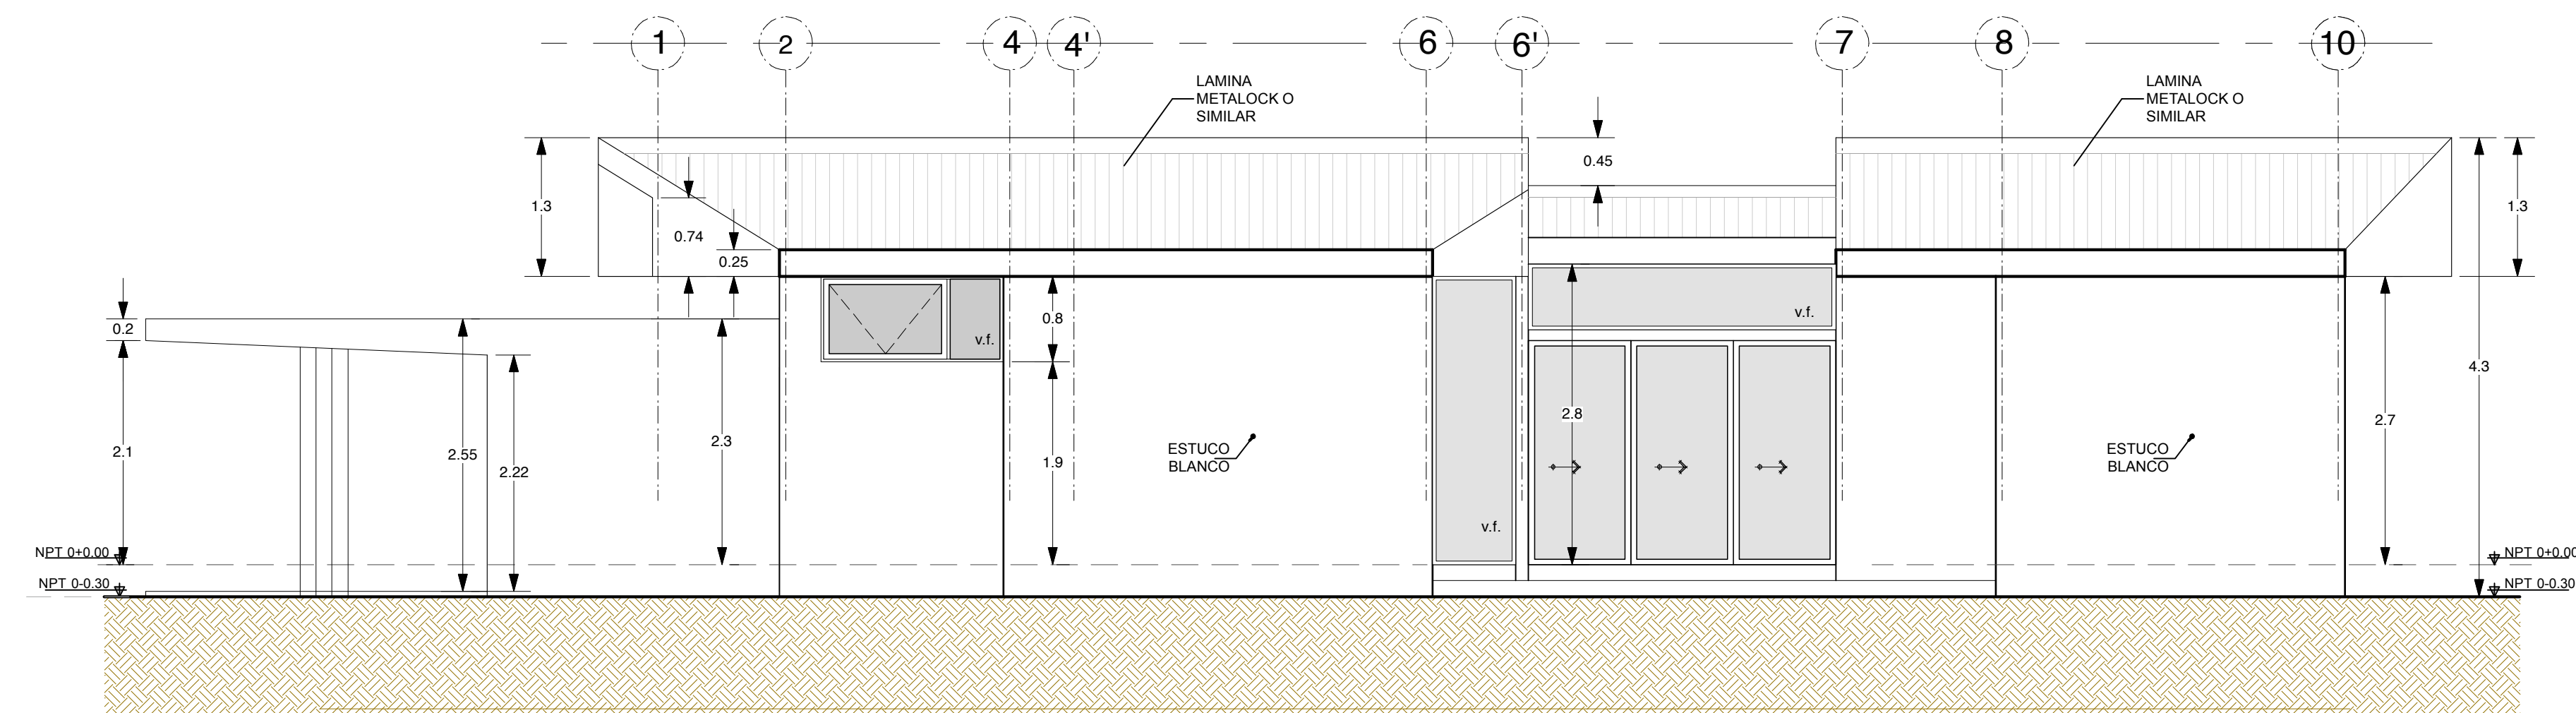 1
2
4
4'
6
6'
7
8
10
LAMINA
METALOCK O
SIMILAR
LAMINA
METALOCK O
SIMILAR
0.45
1.3
1.3
0.74
0.25
0.2
0.8
v.f.
v.f.
4.3
2.8
2.7
2.3
2.1
2.55
2.22
1.9
ESTUCO
BLANCO
ESTUCO
BLANCO
v.f.
NPT 0+0.00
NPT 0+0.00
NPT 0-0.30
NPT 0-0.30